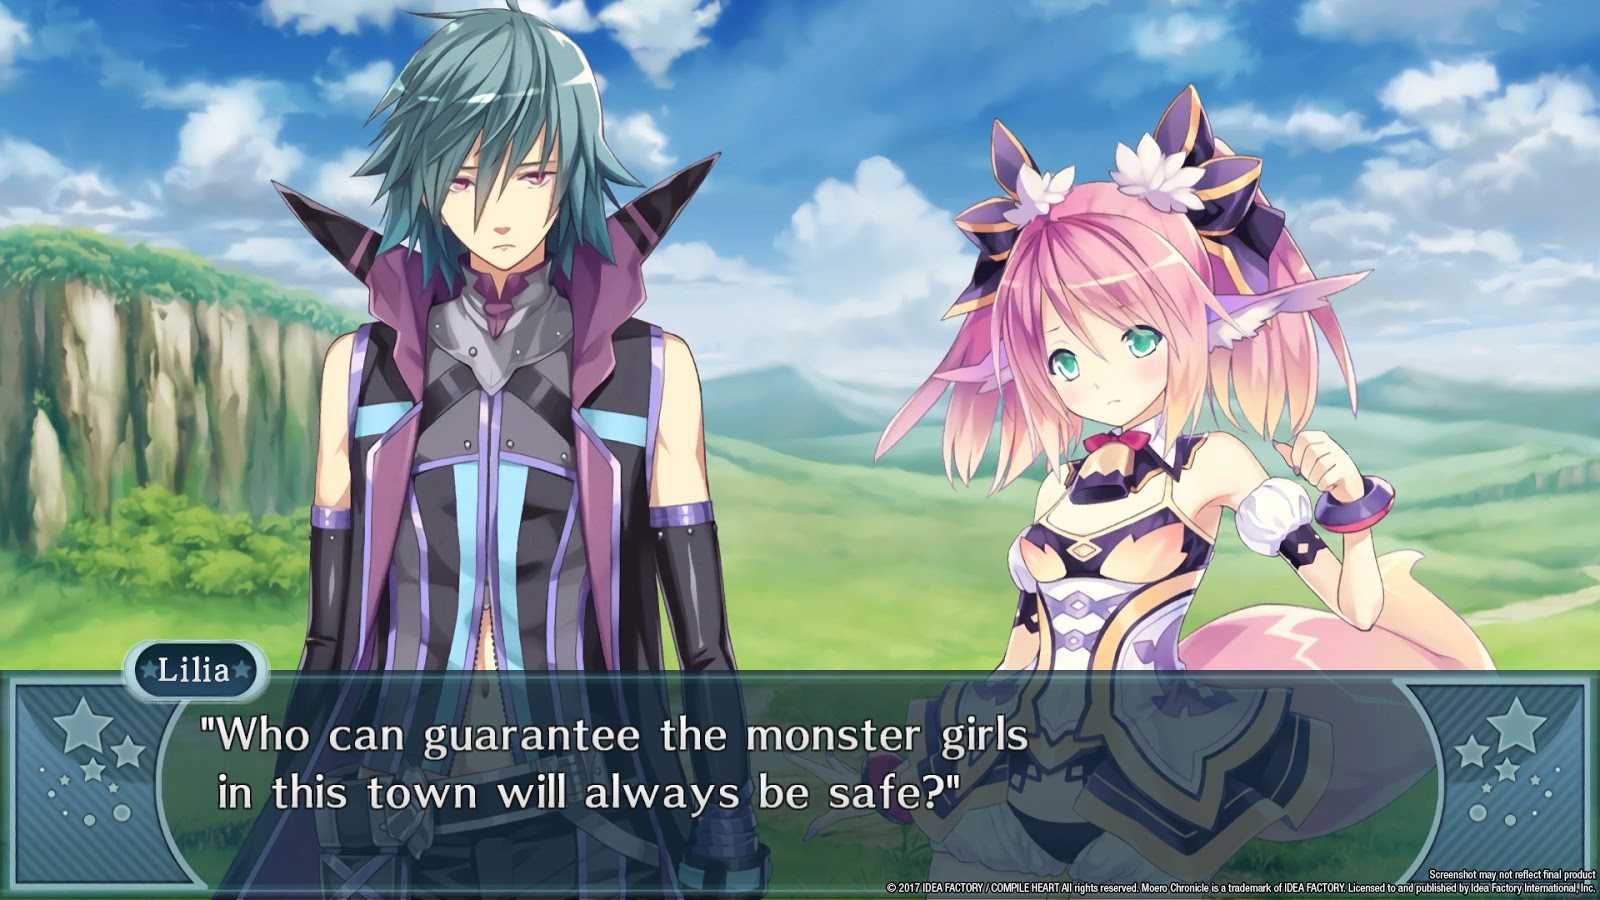 Lilia
"Who can guarantee the monster girls
in this town will always be safe?"
Screenshot may not reflect final product
© 2017 IDEA FACTORY / COMPILE HEART All rights reserved. Moero Chronicle is a trademark of IDEA FACTORY. Licensed to and published by Idea Factory International, Inc.